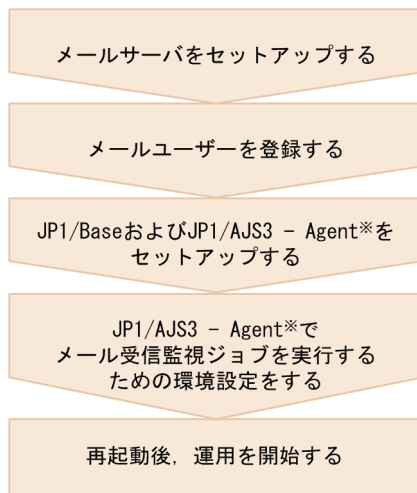 メールサーバをセットアップする
メールユーザーを登録する
JP1/BaseおよびJP1/AJS3 - Agent※を
セットアップする
JP1/AJS3 - Agent※で
メール受信監視ジョブを実行する
ための環境設定をする
再起動後，運用を開始する